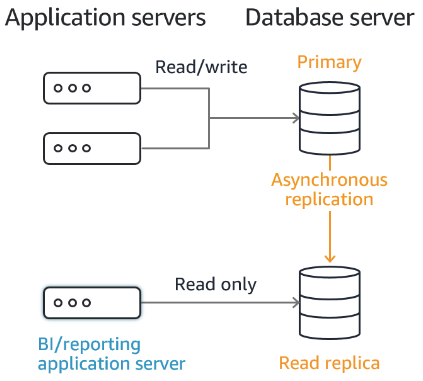 Application servers
Database server
Read/write
Primary
Asynchronous
replication
Read only
BI/reporting
application server
Read replica